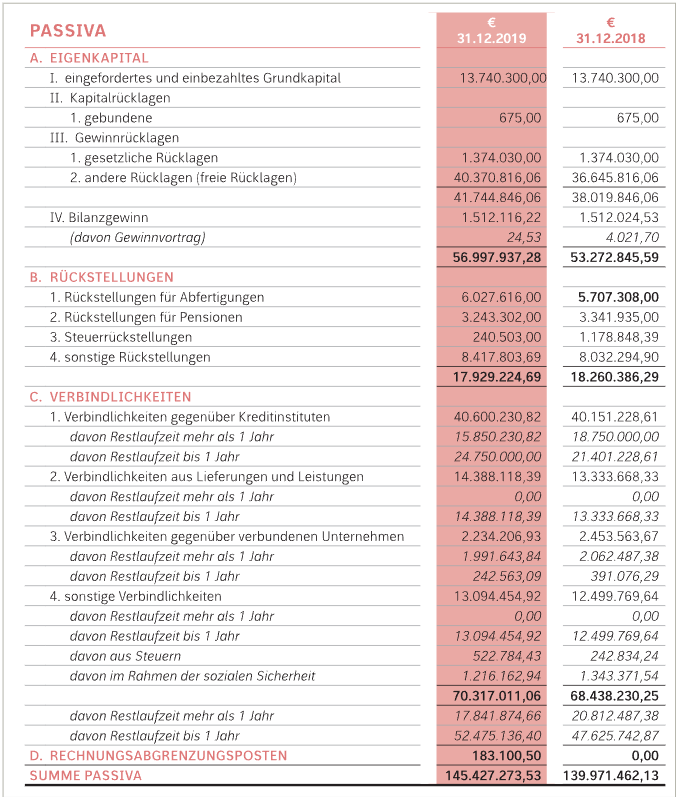 PASSIVA € 31.12.2019 € 31.12.2018
A. EIGENKAPITAL
I. eingefordertes und einbezahltes Grundkapital 13.740.300,00 13.740.300,00
II. Kapitalrücklagen
1. gebundene 675,00 675,00
III. Gewinnrücklagen
1. gesetzliche Rücklagen 1.374.030,00 1.374.030,00
2. andere Rücklagen (freie Rücklagen) 40.370.816,06 36.645.816,06
41.744.846,06 38.019.846,06
IV. Bilanzgewinn 1.512.116,22 1.512.024,53
(davon Gewinnvortrag) 24,53 4.021,70
56.997.937,28 53.272.845,59
B. RÜCKSTELLUNGEN
1. Rückstellungen für Abfertigungen 6.027.616,00 5.707.308,00
2. Rückstellungen für Pensionen 3.243.302,00 3.341.935,00
3. Steuerrückstellungen 240.503,00 1.178.848,39
4. sonstige Rückstellungen 8.417.803,69 8.032.294,90
17.929.224,69 18.260.386,29
C. VERBINDLICHKEITEN
1. Verbindlichkeiten gegenüber Kreditinstituten 40.600.230,82 40.151.228,61
davon Restlaufzeit mehr als 1 Jahr 15.850.230,82 18.750.000,00
davon Restlaufzeit bis 1 Jahr 24.750.000,00 21.401.228,61
2. Verbindlichkeiten aus Lieferungen und Leistungen 14.388.118,39 13.333.668,33
davon Restlaufzeit mehr als 1 Jahr 0,00 0,00
davon Restlaufzeit bis 1 Jahr 14.388.118,39 13.333.668,33
3. Verbindlichkeiten gegenüber verbundenen Unternehmen 2.234.206,93 2.453.563,67
davon Restlaufzeit mehr als 1 Jahr 1.991.643,84 2.062.487,38
davon Restlaufzeit bis 1 Jahr 242.563,09 391.076,29
4. sonstige Verbindlichkeiten 13.094.454,92 12.499.769,64
davon Restlaufzeit mehr als 1 Jahr 0,00 0,00
davon Restlaufzeit bis 1 Jahr 13.094.454,92 12.499.769,64
davon aus Steuern 522.784,43 242.834,24
davon im Rahmen der sozialen Sicherheit 1.216.162,94 1.343.371,54
70.317.011,06 68.438.230,25
davon Restlaufzeit mehr als 1 Jahr 17.841.874,66 20.812.487,38
davon Restlaufzeit bis 1 Jahr 52.475.136,40 47.625.742,87
D. RECHNUNGSABGRENZUNGSPOSTEN 183.100,50 0,00
SUMME PASSIVA 145.427.273,53 139.971.462,13